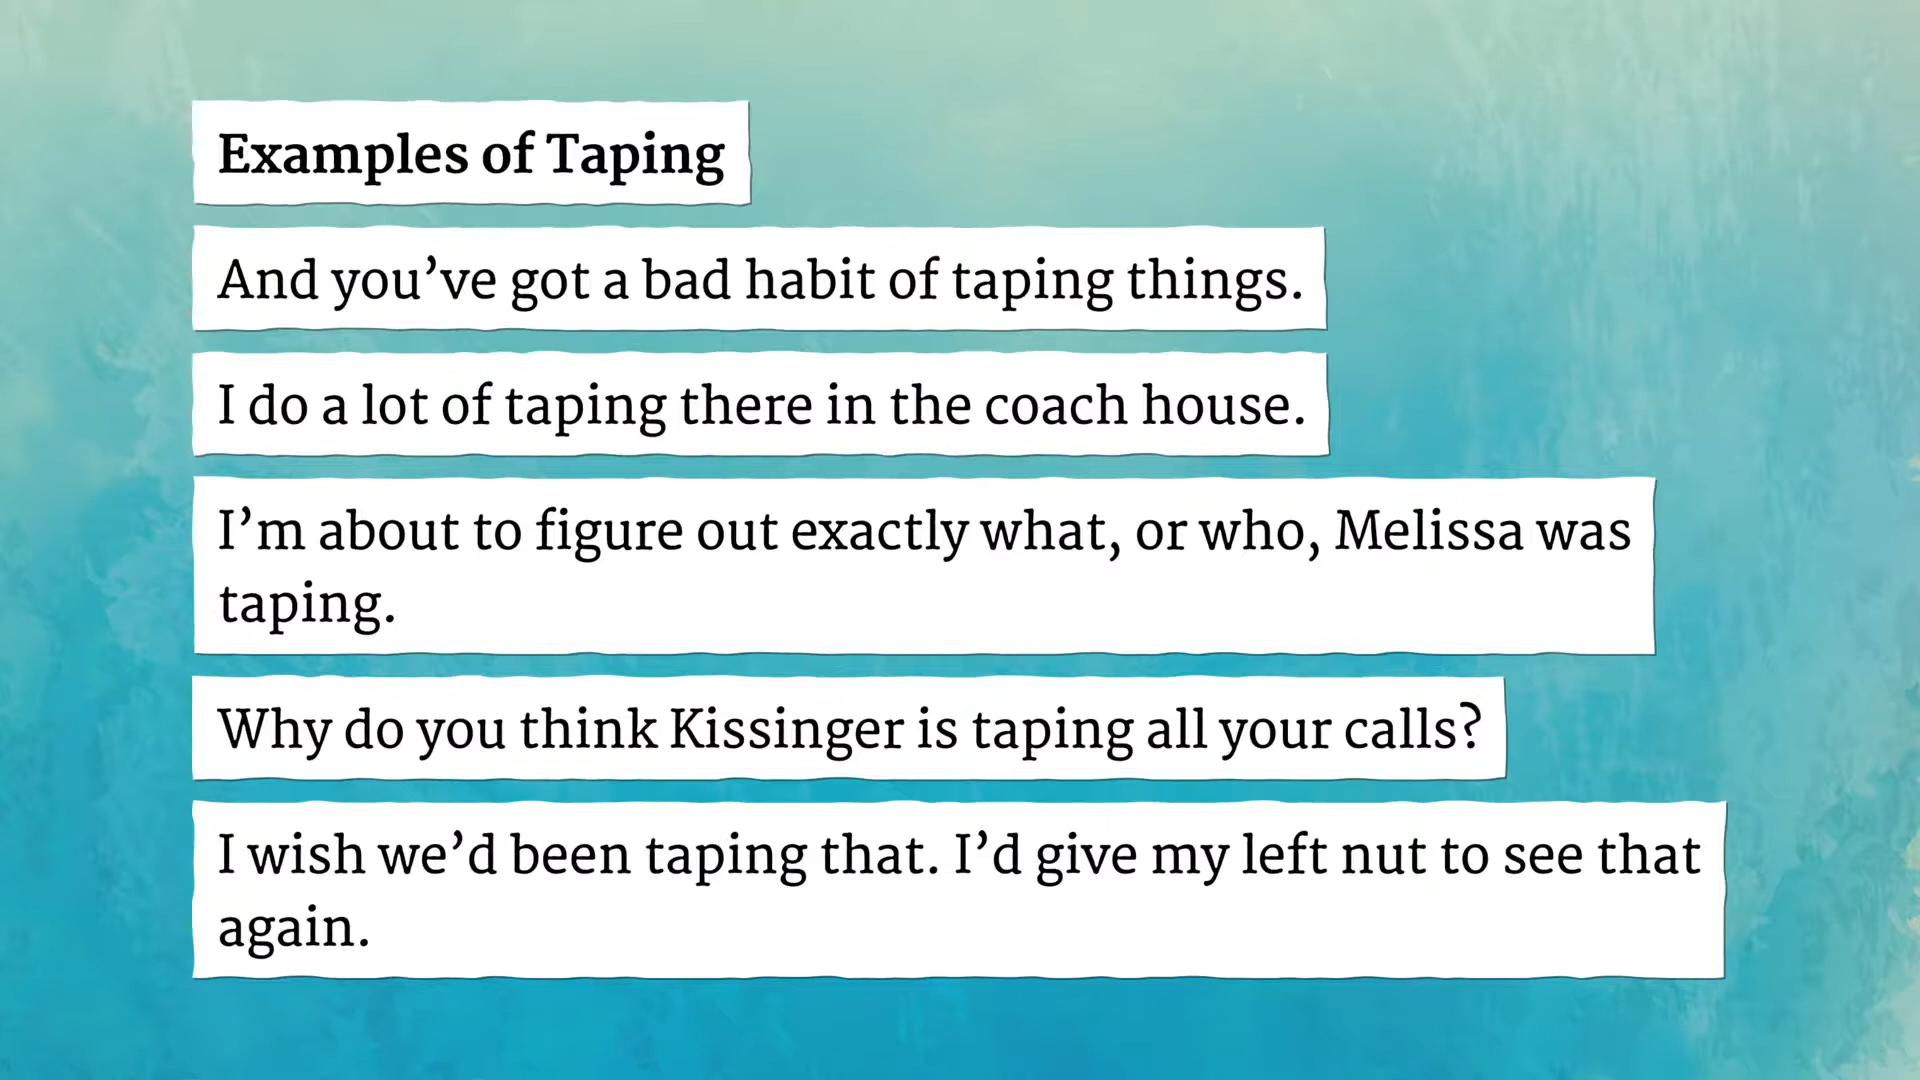 Examples of Taping
And you’ve got a bad habit of taping things.
I do a lot of taping there in the coach house.
I’m about to figure out exactly what, or who, Melissa was
taping.
Why do you think Kissinger is taping all your calls?
I wish we’d been taping that. I’d give my left nut to see that
again.